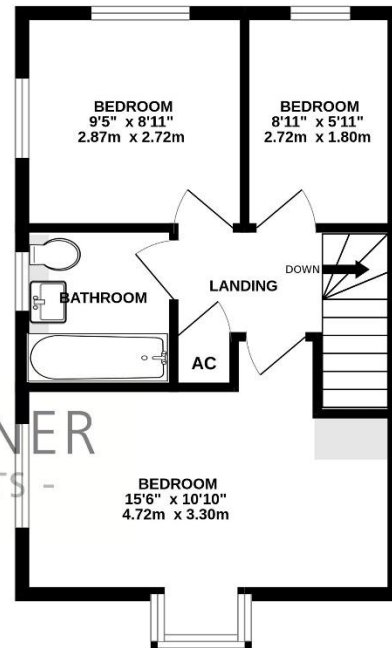 BEDROOM
9'5" x 8'11"
2.87m x 2.72m
BEDROOM
8'11" x 5'11"
2.72m x 1.80m
DOWN
LANDING
BATHROOM
AC
NER
TS -
BEDROOM
15'6" x 10'10"
4.72m x 3.30m